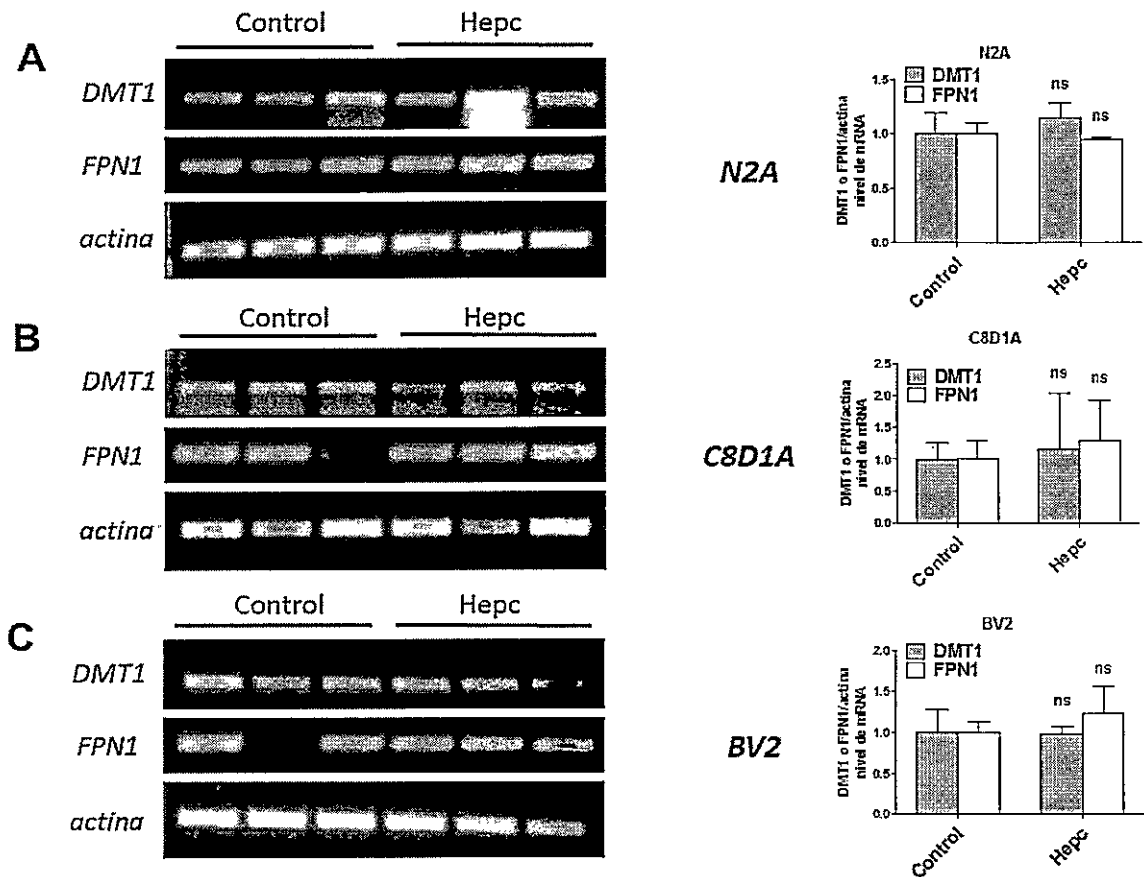 Control Hepc
A
DMT1
FPN1
actina
N2A
N2A
DMT1
FPN1
ns
ns
DMT1 o FPN1/actina
nivel de mRNA
1.5
1.0
0.5
0.0
Control
Hepc
Control Hepc
B
DMT1
FPN1
actina
C8D1A
C8D1A
DMT1
FPN1
ns
ns
DMT1 o FPN1/actina
nivel de mRNA
2.5
2.0
1.5
1.0
0.5
0.0
Control
Hepc
Control Hepc
C
DMT1
FPN1
actina
BV2
BV2
DMT1
FPN1
ns
ns
DMT1 o FPN1/actina
nivel de mRNA
2.0
1.5
1.0
0.5
0.0
Control
Hepc